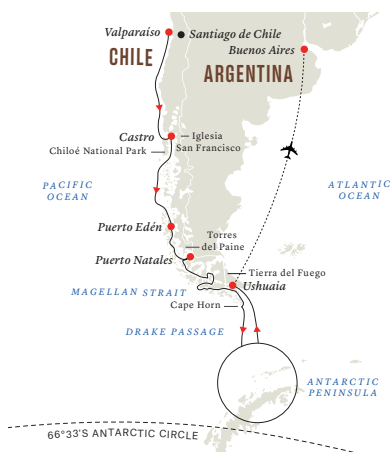 Valparaíso
Santiago de Chile
Buenos Aires
CHILE
ARGENTINA
Castro
Iglesia
San Francisco
Chiloé National Park
PACIFIC
OCEAN
ATLANTIC
OCEAN
Puerto Edén
Torres
del Paine
Puerto Natales
Tierra del Fuego
Ushuaia
MAGELLAN STRAIT
Cape Horn
DRAKE PASSAGE
ANTARCTIC
PENINSULA
66°33'S ANTARCTIC CIRCLE